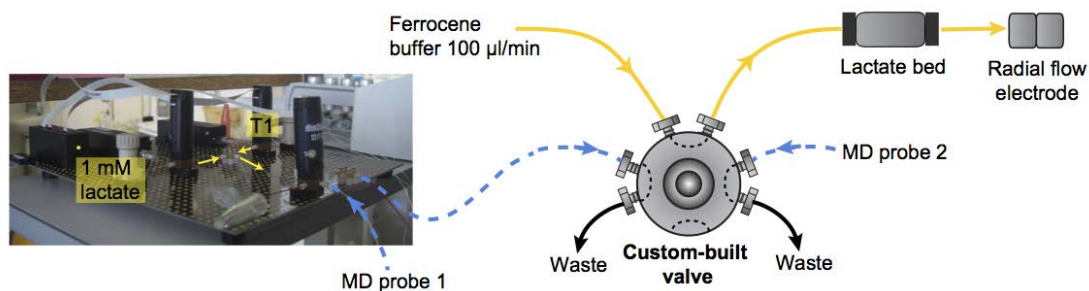 Ferrocene
buffer 100 µl/min
Lactate bed
Radial flow
electrode
T1
1 mM
lactate
MD probe 2
MD probe 1
Waste
Custom-built
valve
Waste